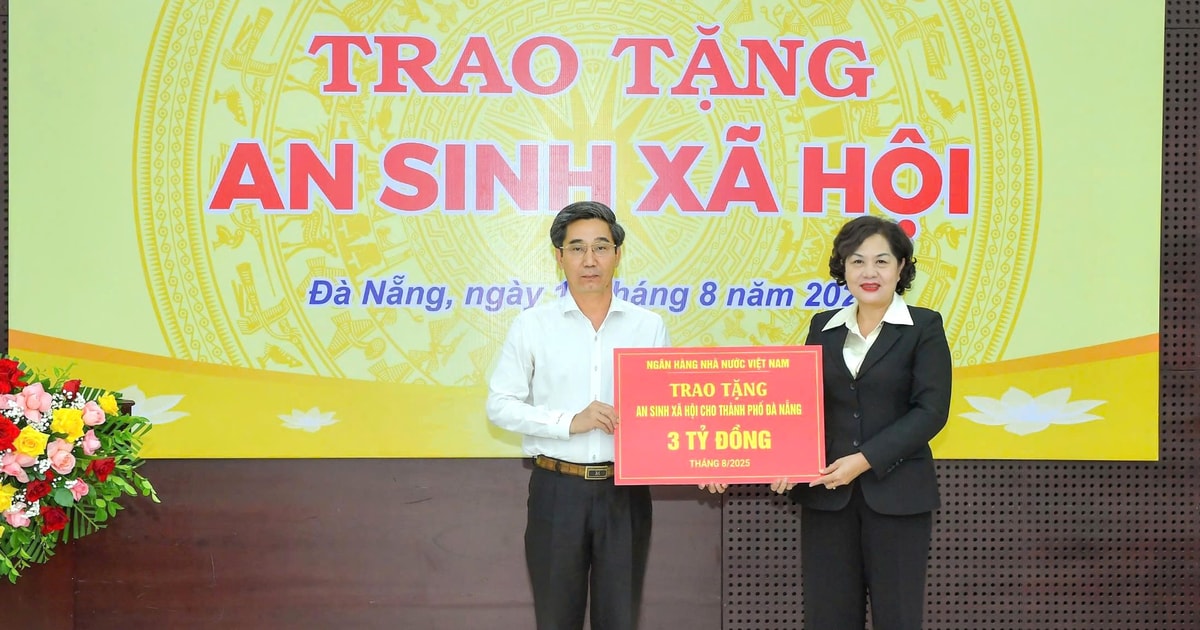 TRAO TẶNG
AN SINH XÃ HỘI
Đà Nẵng, ngày tháng 8 năm
NGÂN HÀNG NHÀ NƯỚC VIỆT NAM
TRAO TẶNG
AN SINH XÃ HỘI CHO THÀNH PHỐ ĐÀ NẴNG
3 TỶ ĐỒNG
THÁNG 8/2025